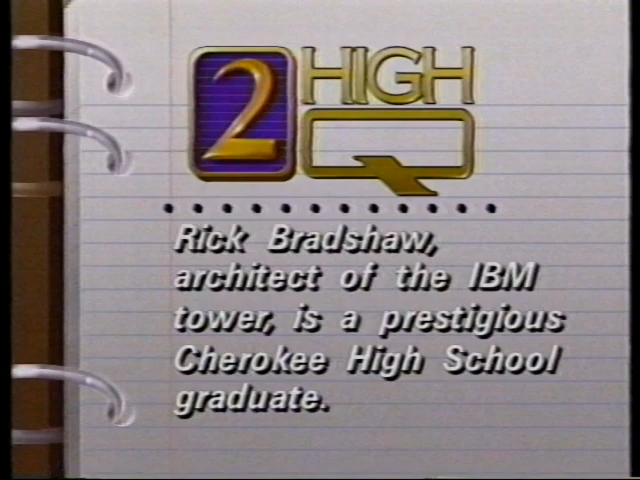 2 HIGH
Q
Rick Bradshaw,
architect of the IBM
tower, is a prestigious
Cherokee High School
graduate.